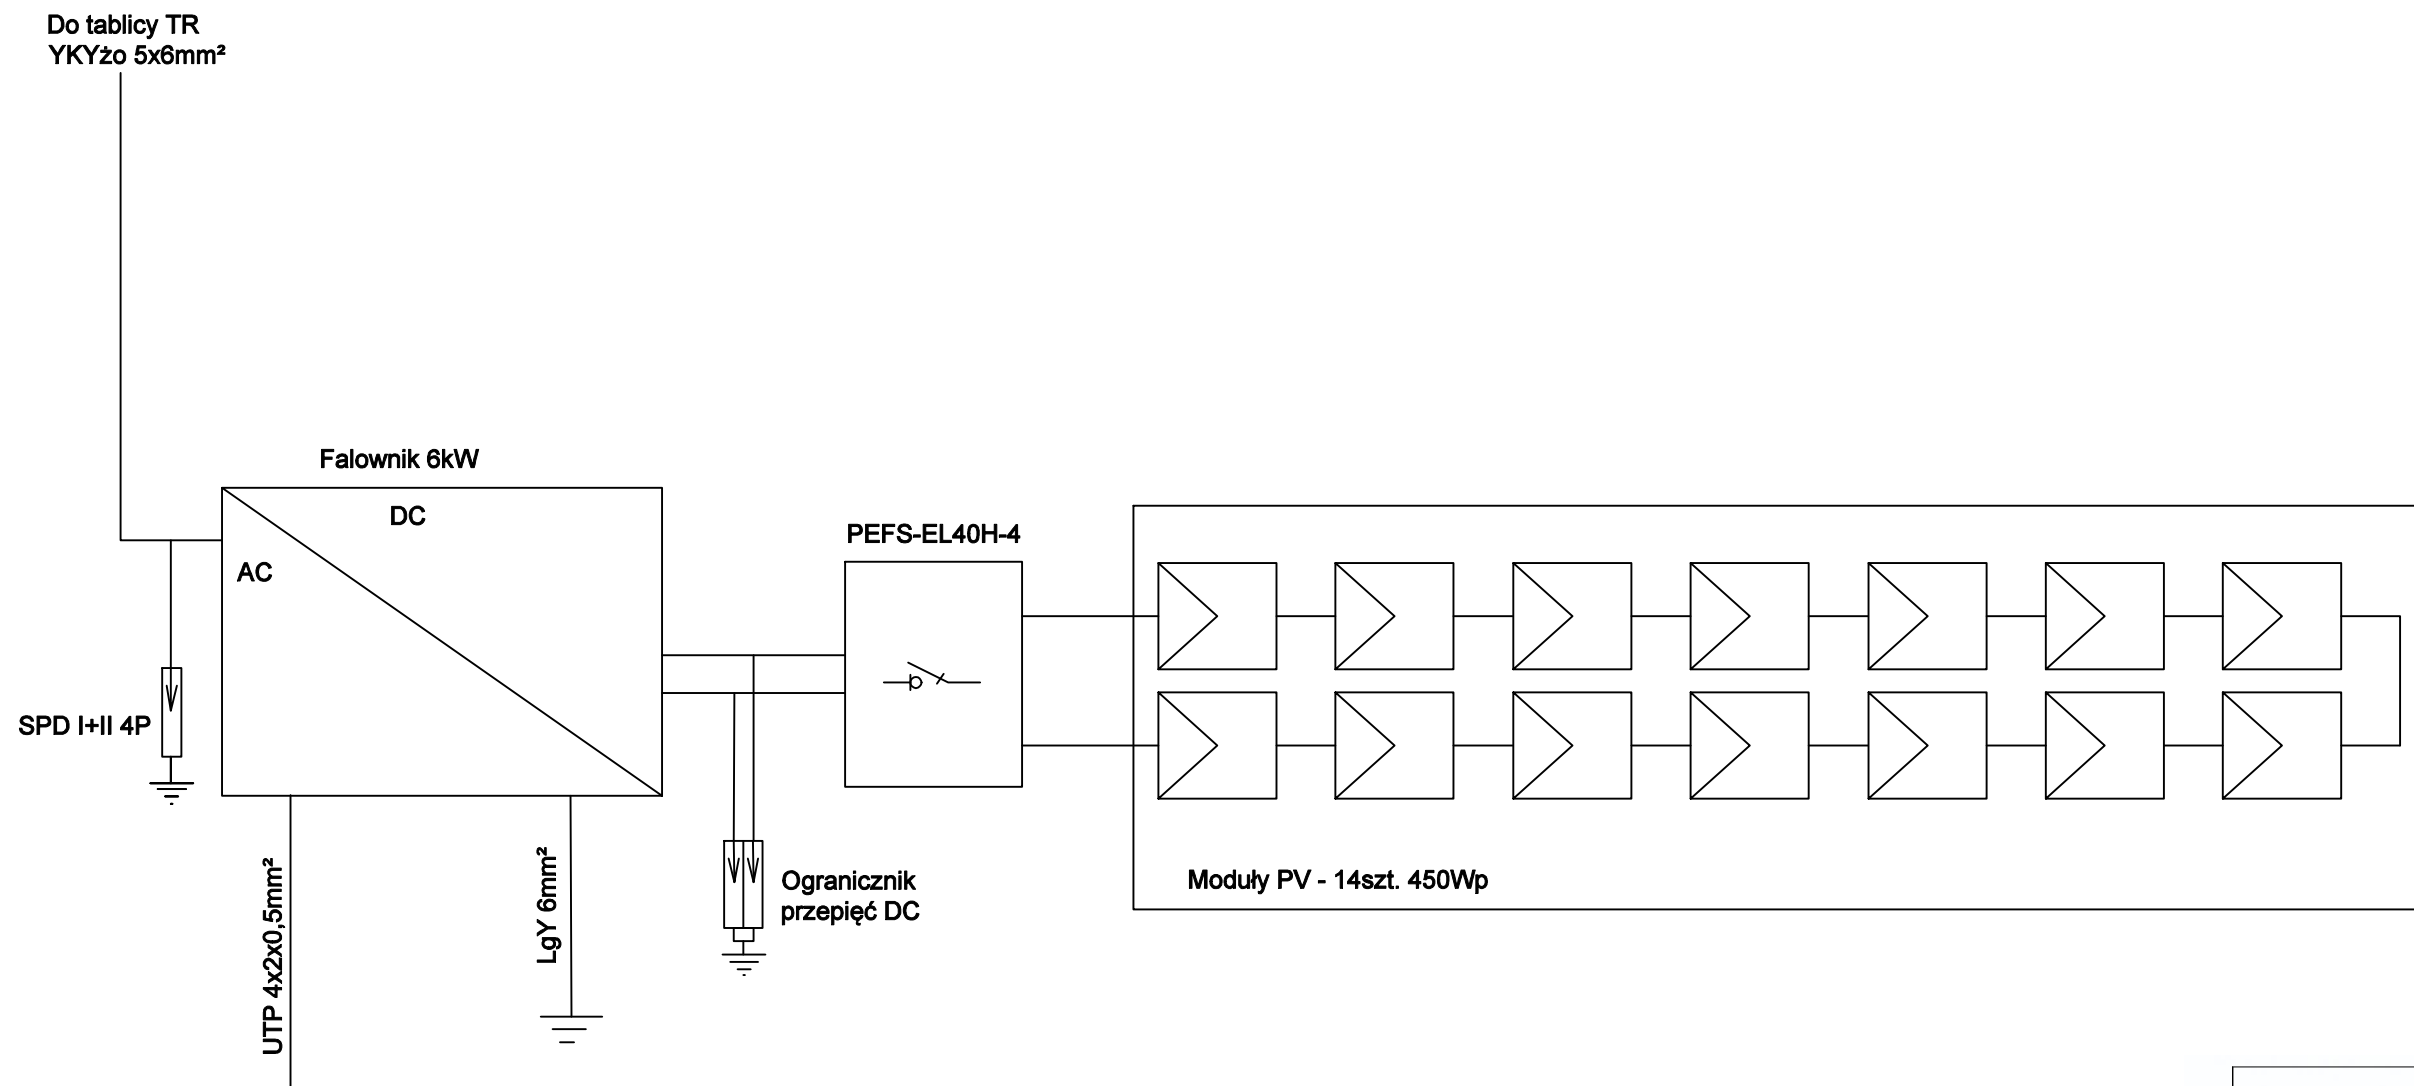 Do tablicy TR
YKYżo 5x6mm²
Falownik 6kW
DC
AC
PEFS-EL40H-4
SPD I+II 4P
Moduły PV - 14szt. 450Wp
Ogranicznik
przepięć DC
UTP 4x2x0,5mm²
LgY 6mm²